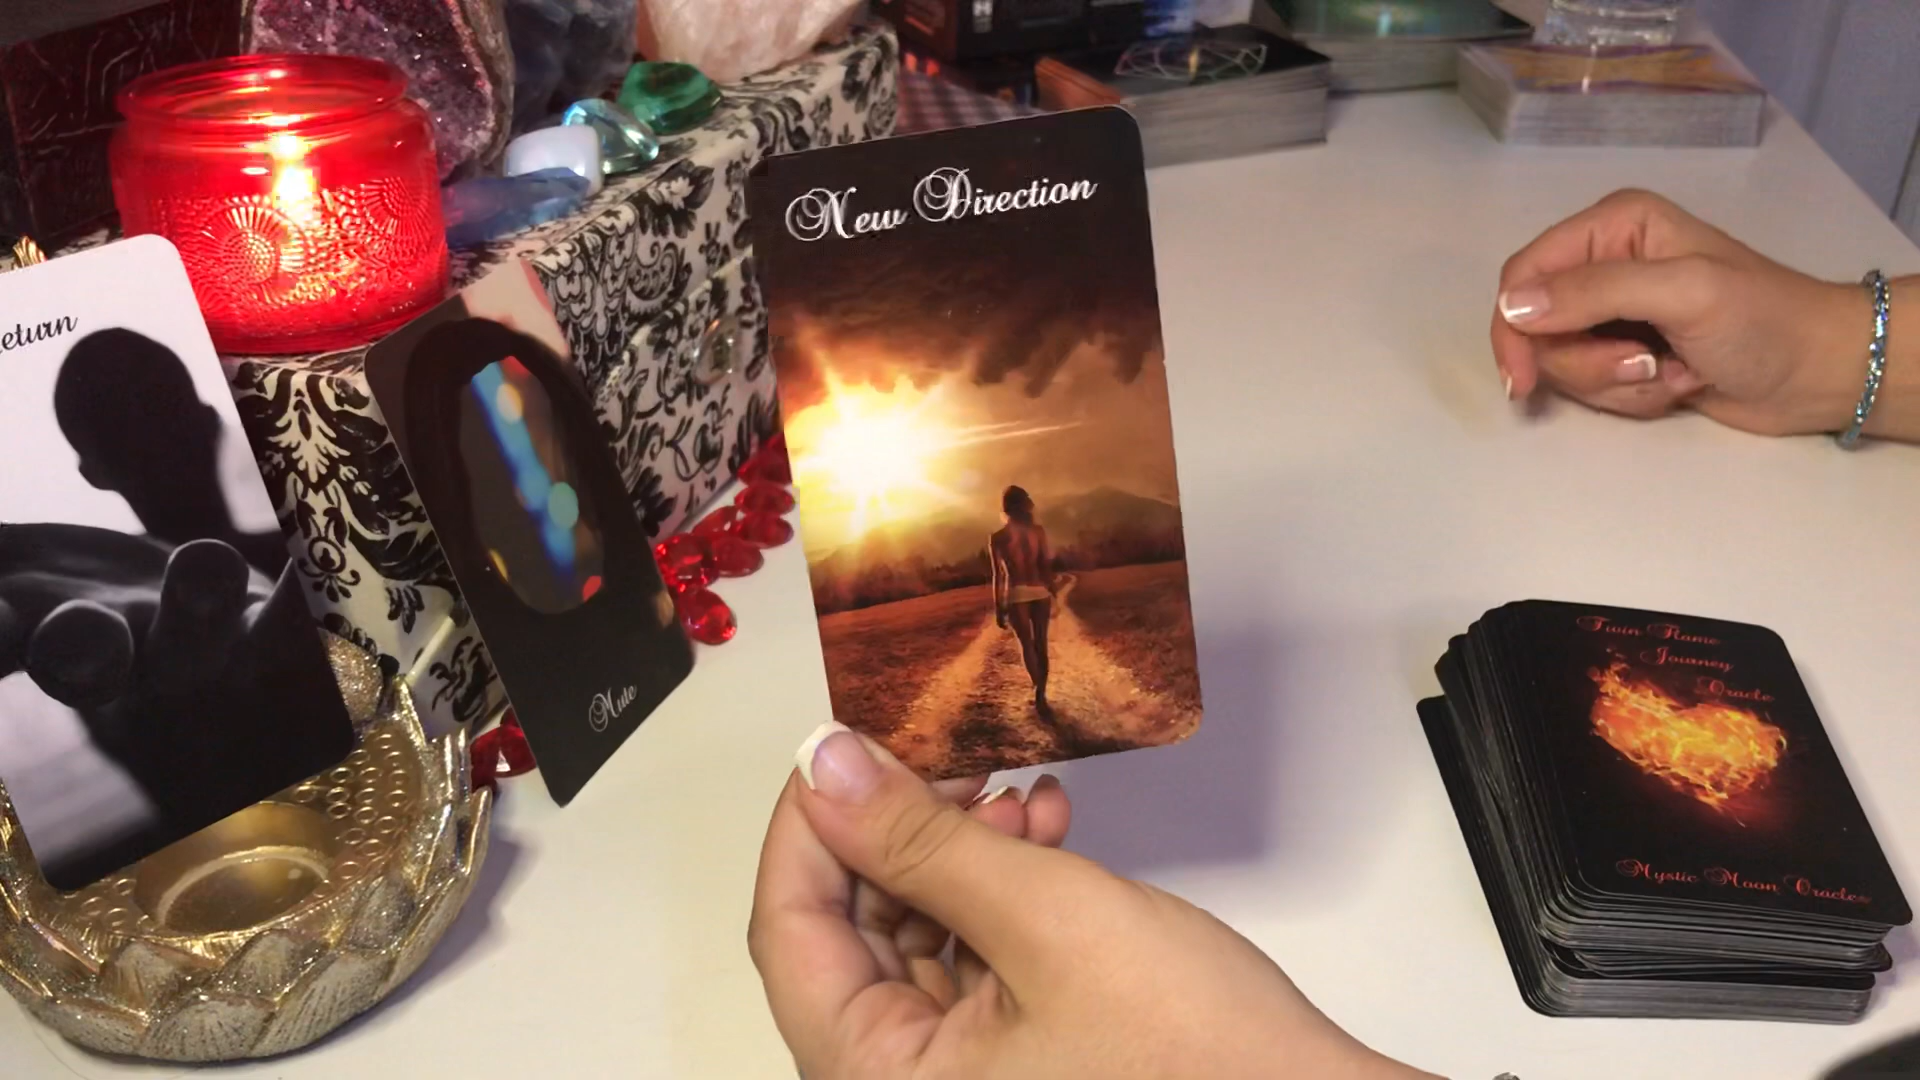 New Direction
eturn
Mute
Twin Flame
Journey
Oracle
Mystic Moon Oracles